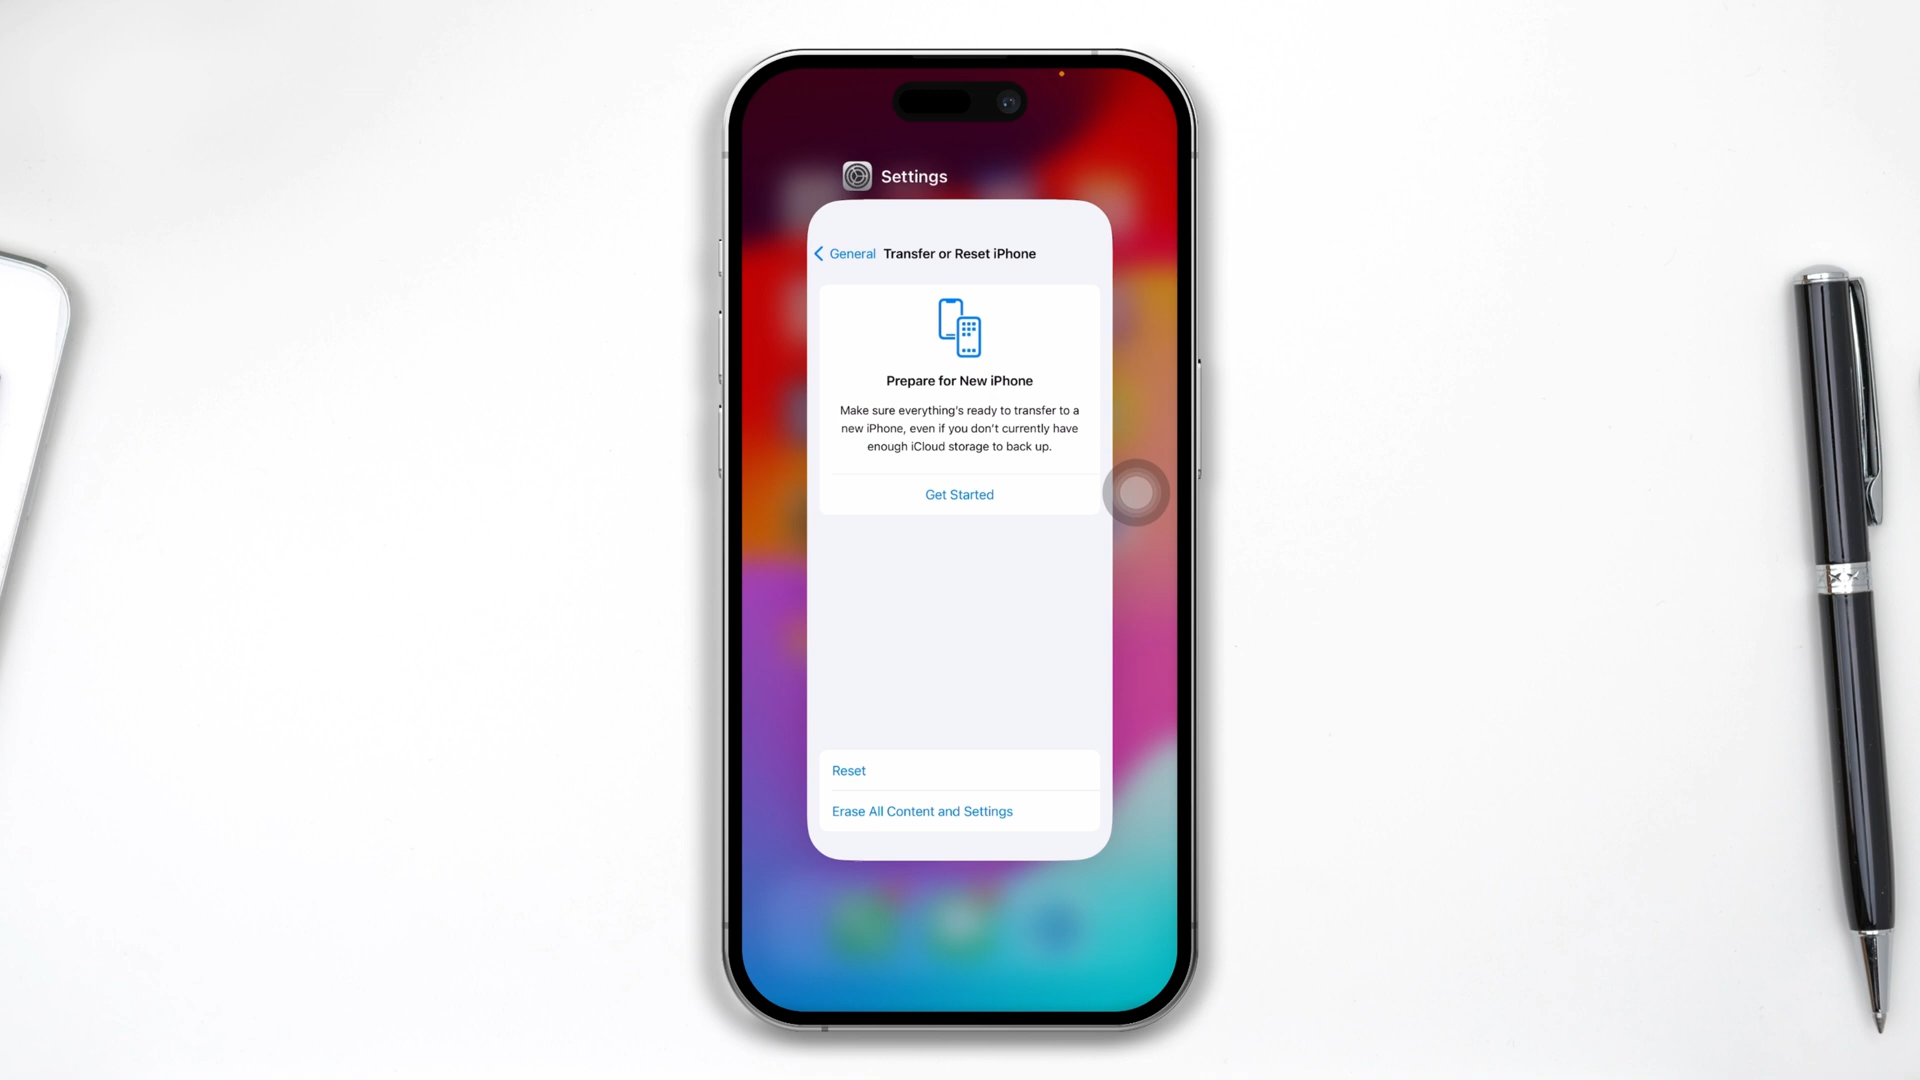 Settings
General Transfer or Reset iPhone
Prepare for New iPhone
Make sure everything's ready to transfer to a
new iPhone, even if you don't currently have
enough iCloud storage to back up.
Get Started
Reset
Erase All Content and Settings